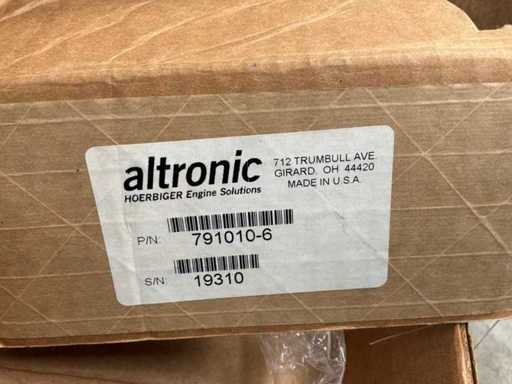 altronic
HOERBIGER Engine Solutions
712 TRUMBULL AVE.
GIRARD, OH 44420
MADE IN U.S.A.
P/N: 791010-6
S/N: 19310